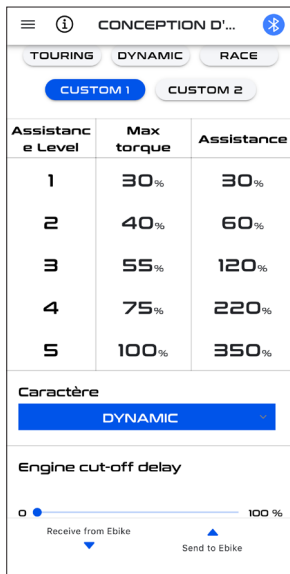 CONCEPTION D'...
TOURING DYNAMIC RACE
CUSTOM 1 CUSTOM 2
Assistanc
e Level
Max
torque
Assistance
1 30% 30%
2 40% 60%
3 55% 120%
4 75% 220%
5 100% 350%
Caractère
DYNAMIC
Engine cut-off delay
0 100 %
Receive from Ebike
Send to Ebike